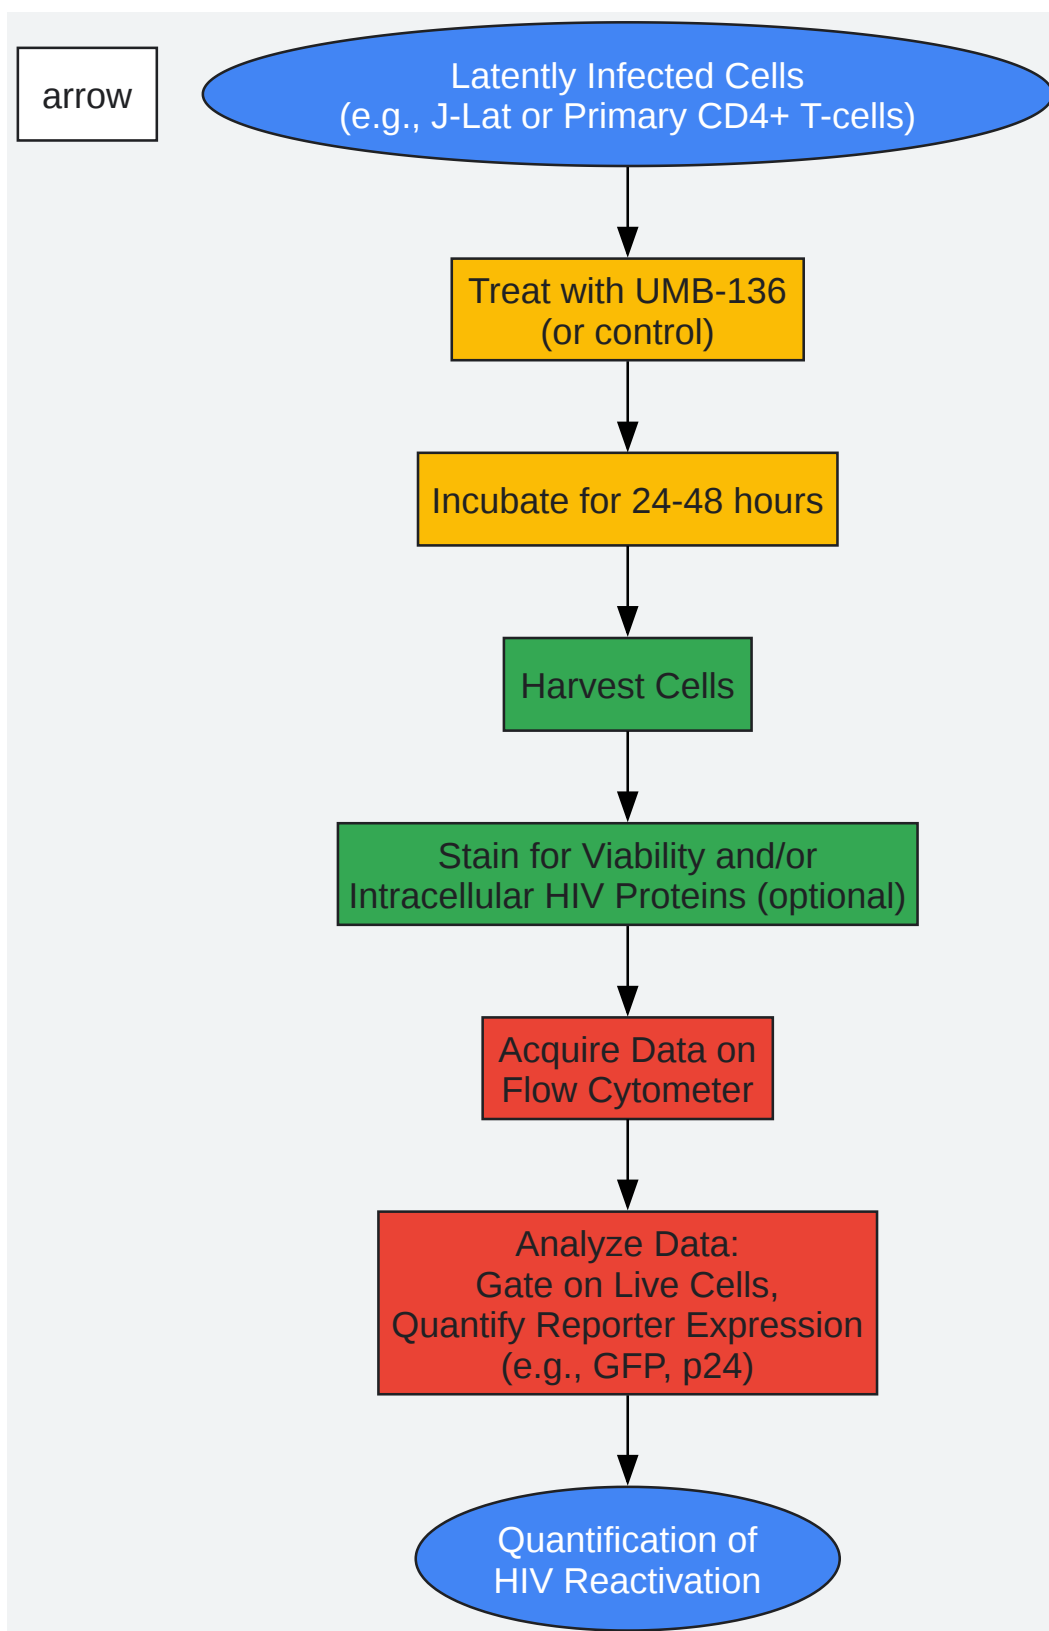 arrow
Latently Infected Cells
(e.g., J-Lat or Primary CD4+ T-cells)
Treat with UMB-136
(or control)
Incubate for 24-48 hours
Harvest Cells
Stain for Viability and/or
Intracellular HIV Proteins (optional)
Acquire Data on
Flow Cytometer
Analyze Data:
Gate on Live Cells,
Quantify Reporter Expression
(e.g., GFP, p24)
Quantification of
HIV Reactivation